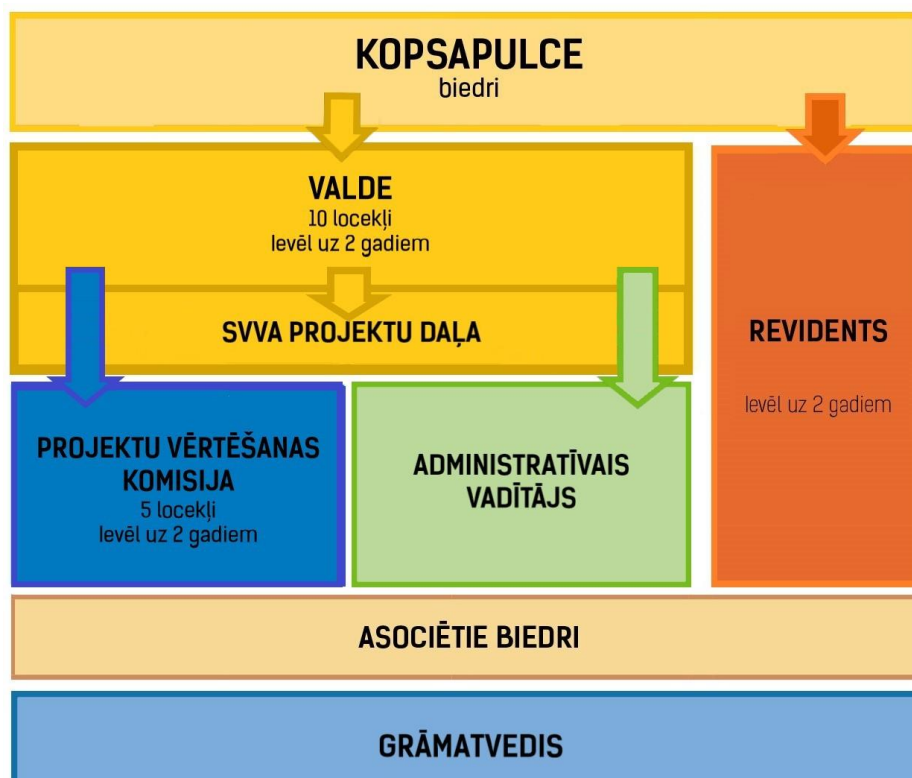 KOPSAPULCE
biedri
VALDE
10 locekļi
Ievēl uz 2 gadiem
SVVA PROJEKTU DAĻA
REVIDENTS
Ievēl uz 2 gadiem
PROJEKTU VĒRTĒŠANAS
KOMISIJA
5 locekļi
Ievēl uz 2 gadiem
ADMINISTRATĪVAIS
VADĪTĀJS
ASOCIĒTIE BIEDRI
GRĀMATVEDIS